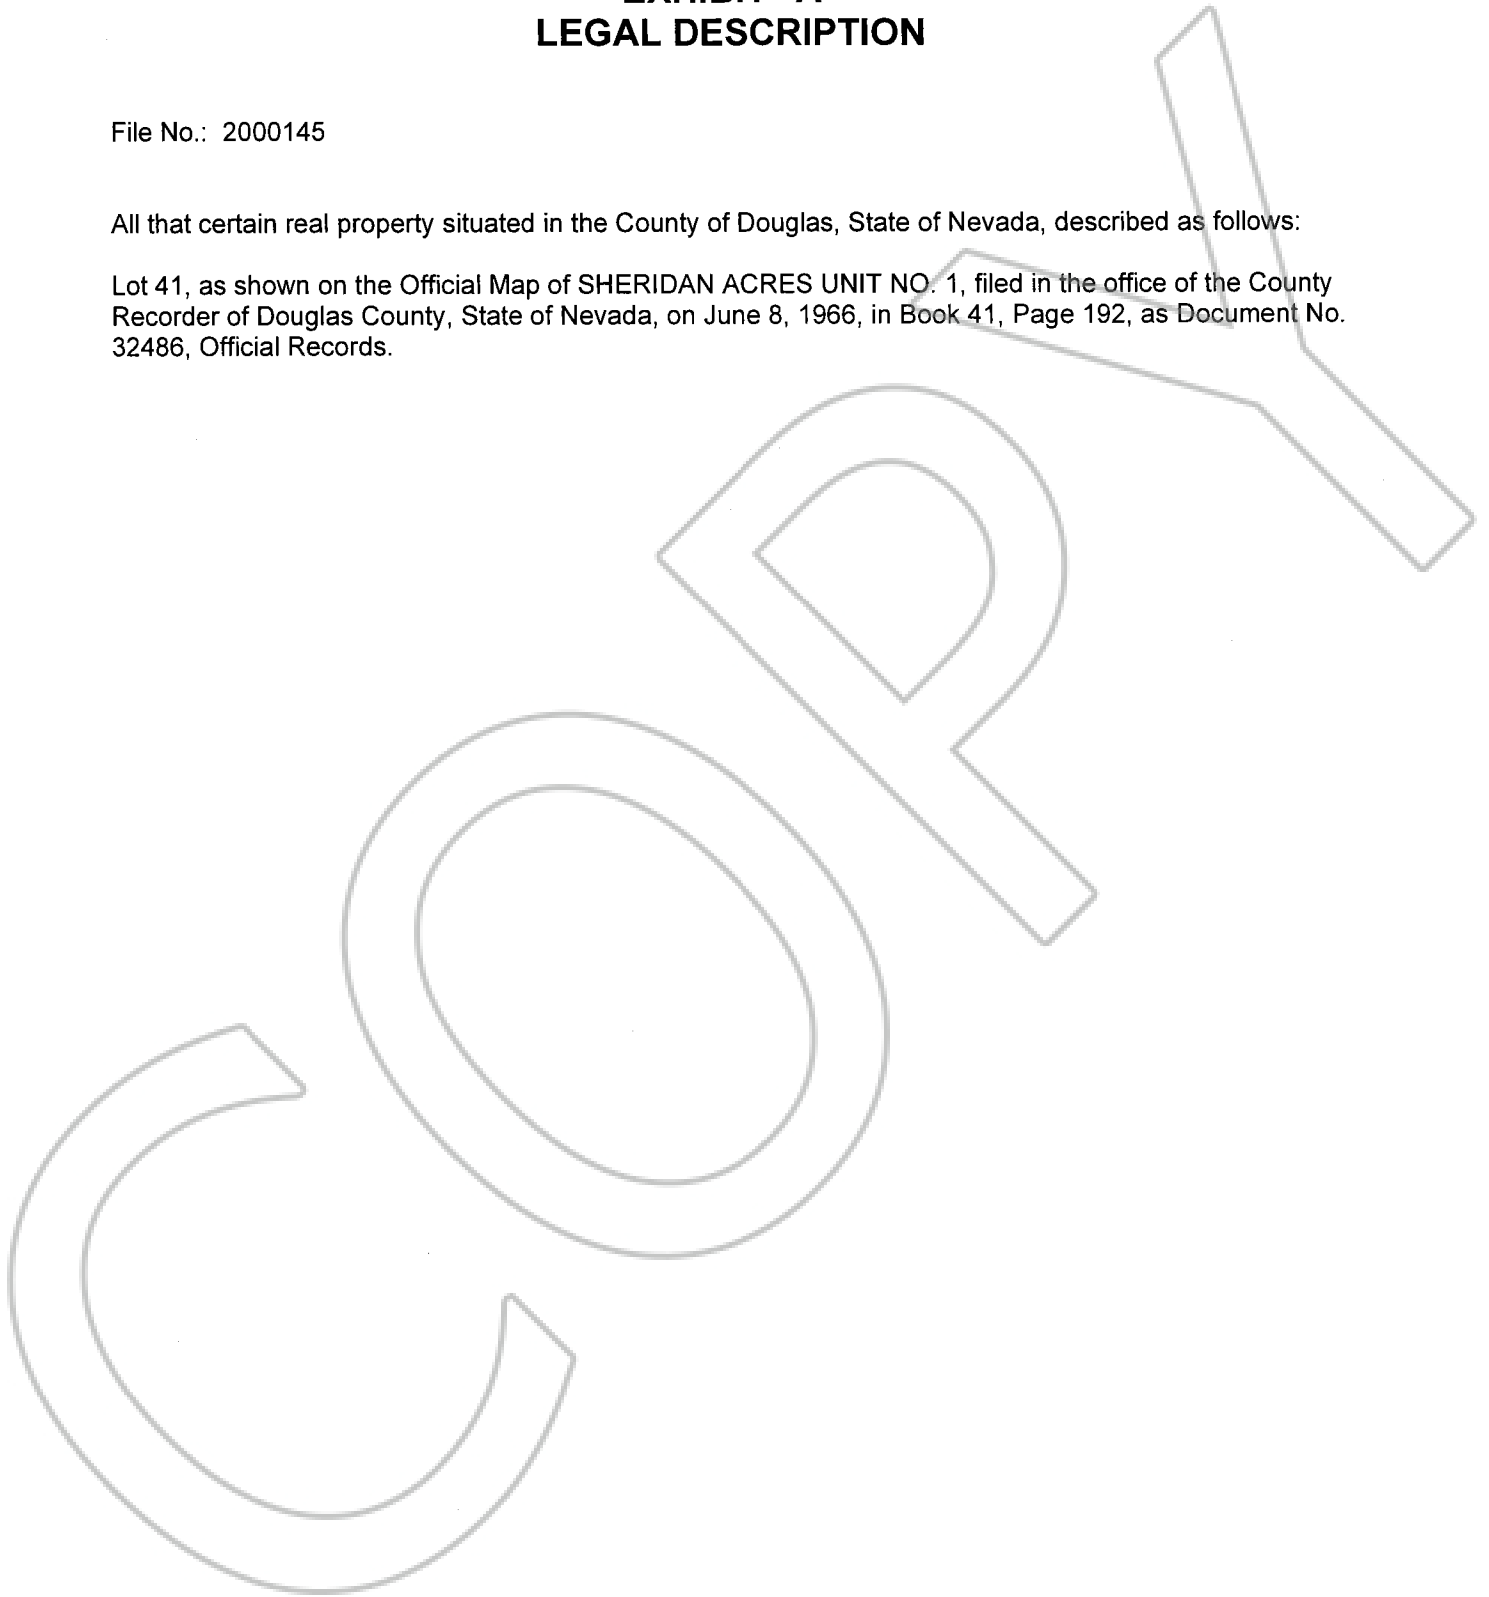 LEGAL DESCRIPTION
File No.: 2000145
All that certain real property situated in the County of Douglas, State of Nevada, described as follows:
Lot 41, as shown on the Official Map of SHERIDAN ACRES UNIT NO. 1, filed in the office of the County
Recorder of Douglas County, State of Nevada, on June 8, 1966, in Book 41, Page 192, as Document No.
32486, Official Records.
COPY